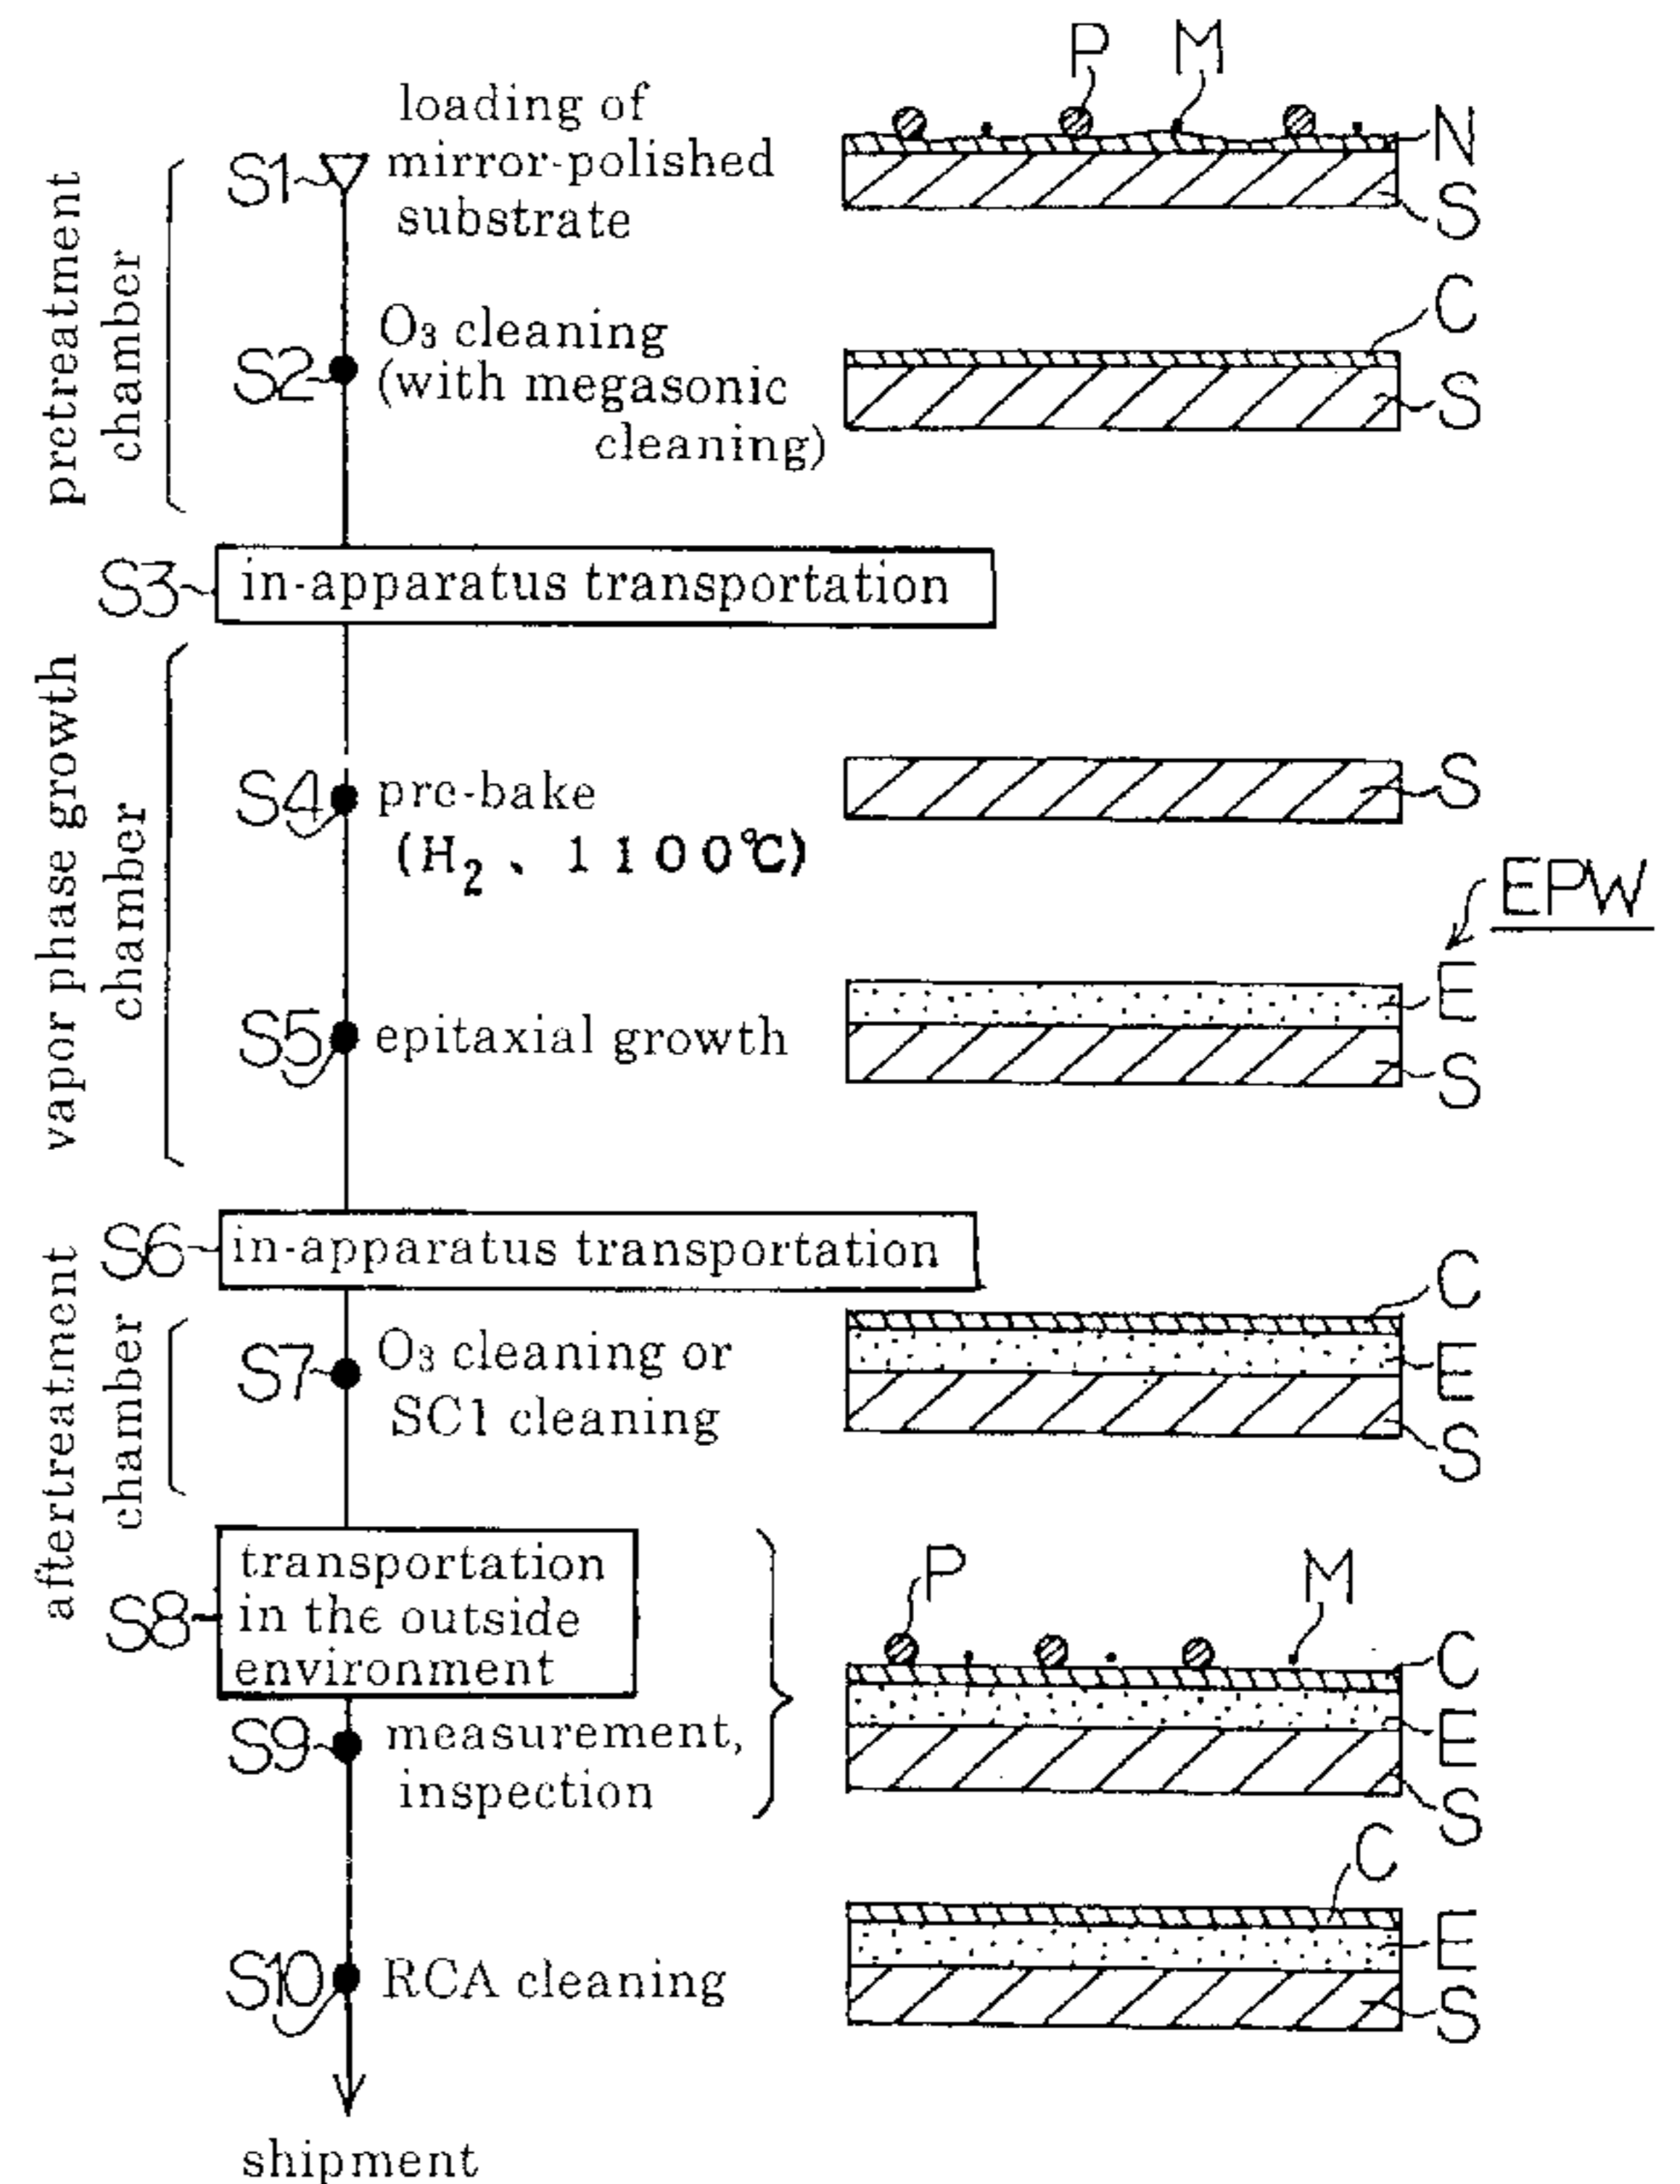 P M
loading of
S1 mirror-polished
substrate
N
S
pretreatment
chamber
O₃ cleaning
S2 (with megasonic
cleaning)
C
S
S3 in-apparatus transportation
vapor phase growth
chamber
S4 pre-bake
(H₂、1100℃)
S
EPW
S5 epitaxial growth
E
S
S6 in-apparatus transportation
aftertreatment
chamber
S7 O₃ cleaning or
SC1 cleaning
C
E
S
transportation
S8 in the outside
environment
S9 measurement,
inspection
P M
C
E
S
S10 RCA cleaning
C
E
S
shipment